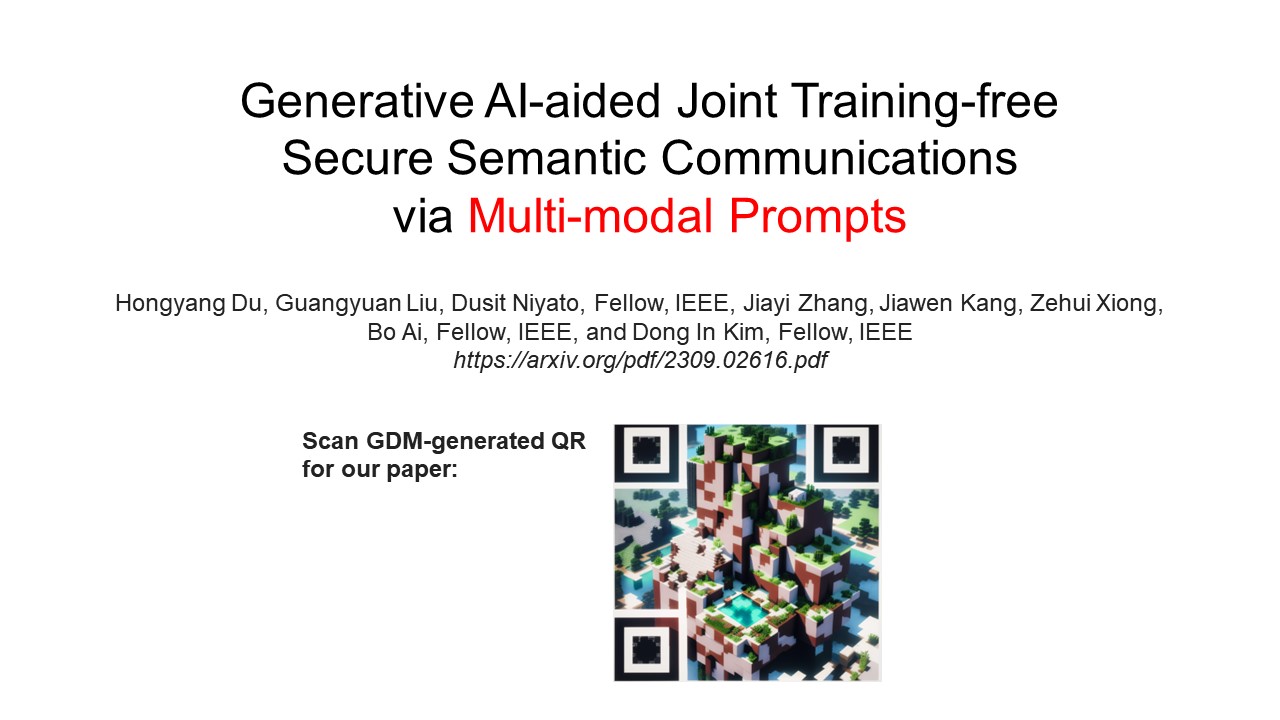 Generative AI-aided Joint Training-free
Secure Semantic Communications
via Multi-modal Prompts
Hongyang Du, Guangyuan Liu, Dusit Niyato, Fellow, IEEE, Jiayi Zhang, Jiawen Kang, Zehui Xiong,
Bo Ai, Fellow, IEEE, and Dong In Kim, Fellow, IEEE
https://arxiv.org/pdf/2309.02616.pdf
Scan GDM-generated QR
for our paper: